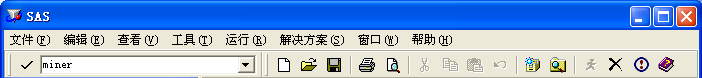 SAS
文件(F) 编辑(E) 查看(V) 工具(T) 运行(R) 解决方案(S) 窗口(W) 帮助(H)
miner